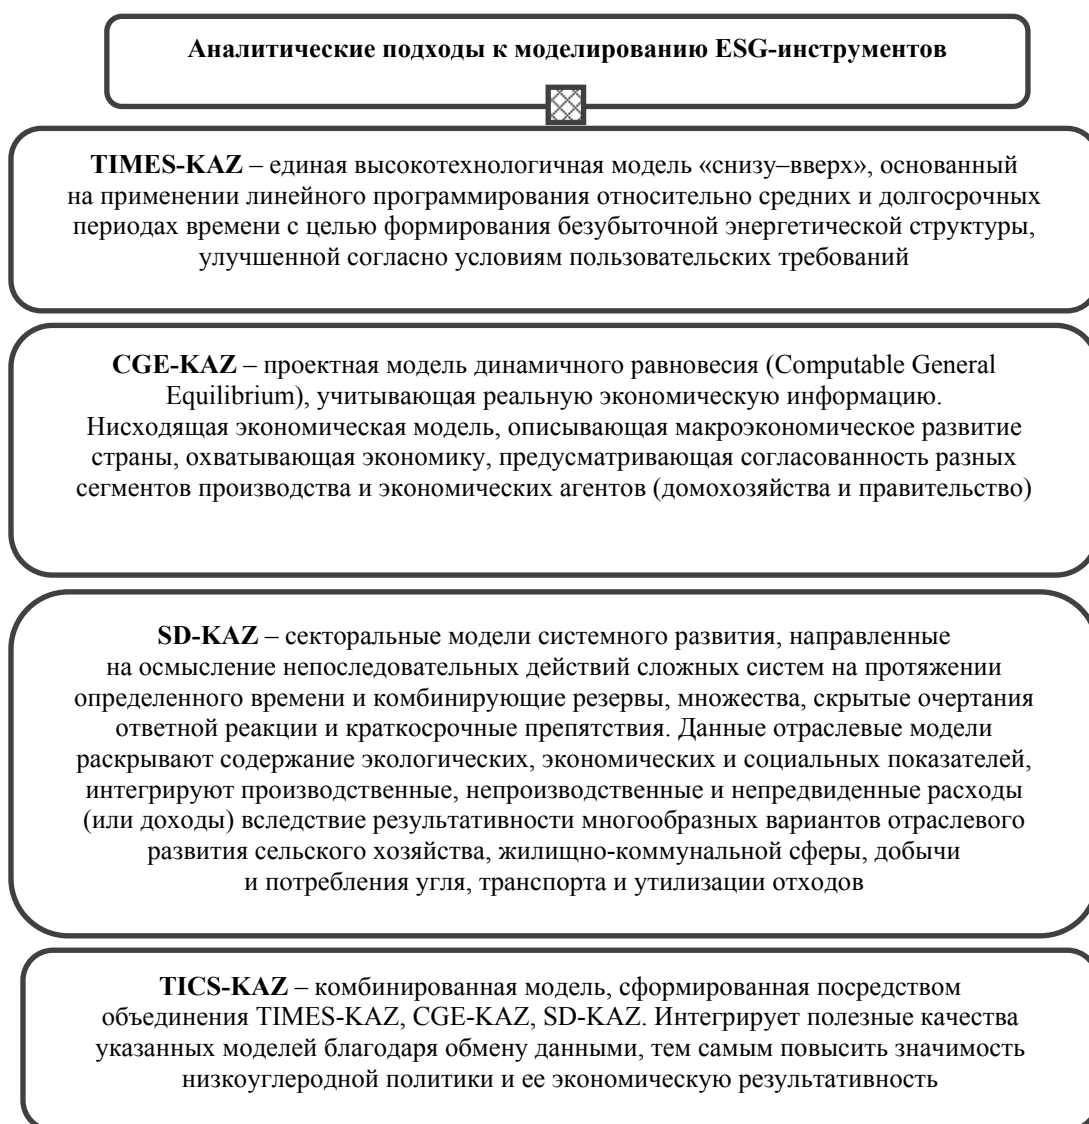 Аналитические подходы к моделированию ESG-инструментов
TIMES-KAZ – единая высокотехнологичная модель «снизу–вверх», основанный
на применении линейного программирования относительно средних и долгосрочных
периодах времени с целью формирования безубыточной энергетической структуры,
улучшенной согласно условиям пользовательских требований
CGE-KAZ – проектная модель динамичного равновесия (Computable General
Equilibrium), учитывающая реальную экономическую информацию.
Нисходящая экономическая модель, описывающая макроэкономическое развитие
страны, охватывающая экономику, предусматривающая согласованность разных
сегментов производства и экономических агентов (домохозяйства и правительство)
SD-KAZ – секторальные модели системного развития, направленные
на осмысление непоследовательных действий сложных систем на протяжении
определенного времени и комбинирующие резервы, множества, скрытые очертания
ответной реакции и краткосрочные препятствия. Данные отраслевые модели
раскрывают содержание экологических, экономических и социальных показателей,
интегрируют производственные, непроизводственные и непредвиденные расходы
(или доходы) вследствие результативности многообразных вариантов отраслевого
развития сельского хозяйства, жилищно-коммунальной сферы, добычи
и потребления угля, транспорта и утилизации отходов
TICS-KAZ – комбинированная модель, сформированная посредством
объединения TIMES-KAZ, CGE-KAZ, SD-KAZ. Интегрирует полезные качества
указанных моделей благодаря обмену данными, тем самым повысить значимость
низкоуглеродной политики и ее экономическую результативность